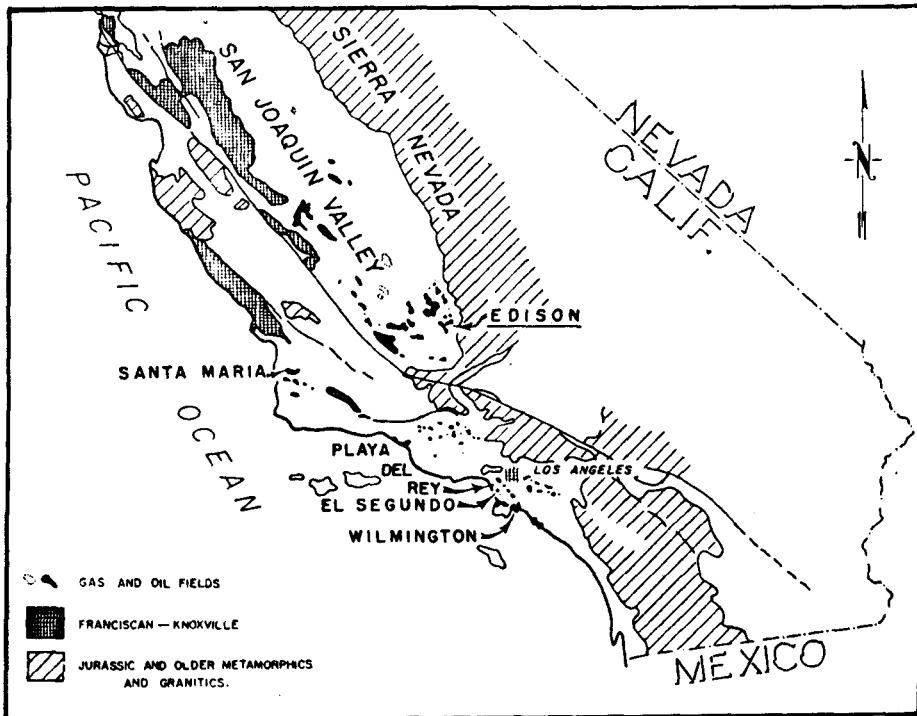 SIERRA
NEVADA
SAN JOAQUIN VALLEY
NEVADA
CALIF.
N
PACIFIC
OCEAN
EDISON
SANTA MARIA
PLAYA
DEL
REY
LOS ANGELES
EL SEGUNDO
WILMINGTON
MEXICO
GAS AND OIL FIELDS
FRANCISCAN — KNOXVILLE
JURASSIC AND OLDER METAMORPHICS
AND GRANITICS.